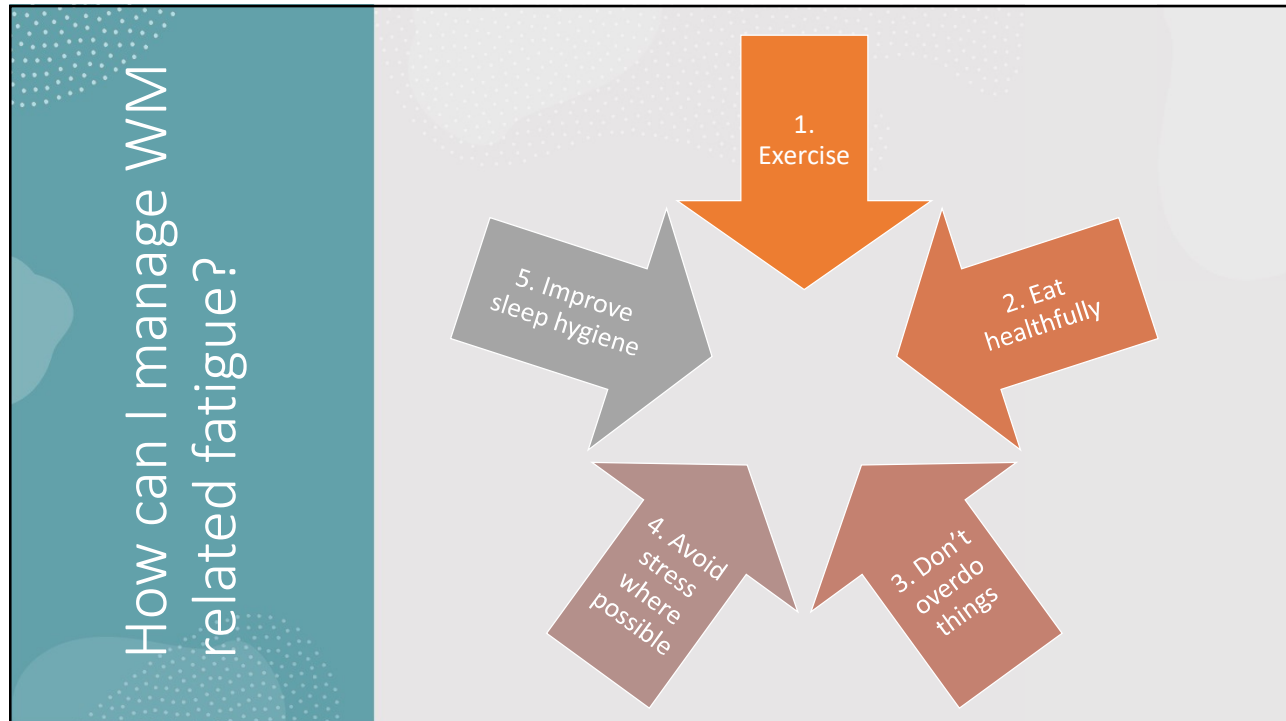 How can I manage WM
related fatigue?
1.
Exercise
2. Eat
healthfully
3. Don’t
overdo
things
4. Avoid
stress
where
possible
5. Improve
sleep hygiene